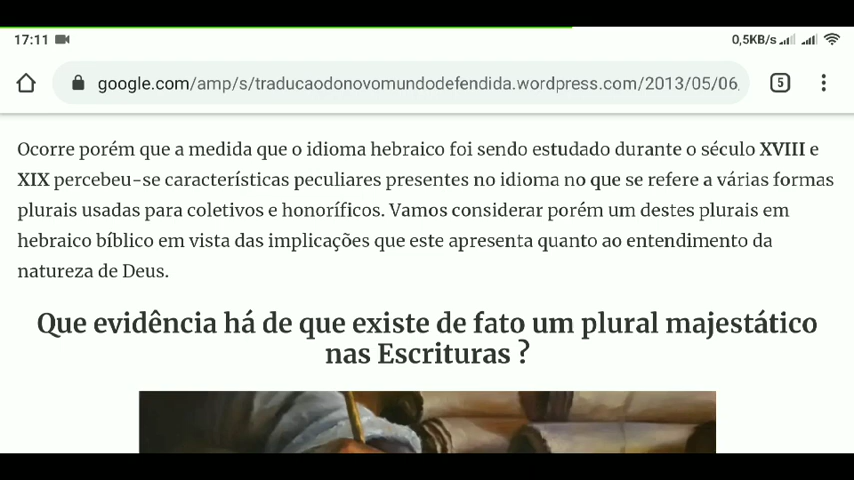 17:11
0,5KB/s
google.com/amp/s/traducaodonovomundodefendida.wordpress.com/2013/05/06
5
Ocorre porém que a medida que o idioma hebraico foi sendo estudado durante o século XVIII e
XIX percebeu-se características peculiares presentes no idioma no que se refere a várias formas
plurais usadas para coletivos e honoríficos. Vamos considerar porém um destes plurais em
hebraico bíblico em vista das implicações que este apresenta quanto ao entendimento da
natureza de Deus.
Que evidência há de que existe de fato um plural majestático
nas Escrituras ?